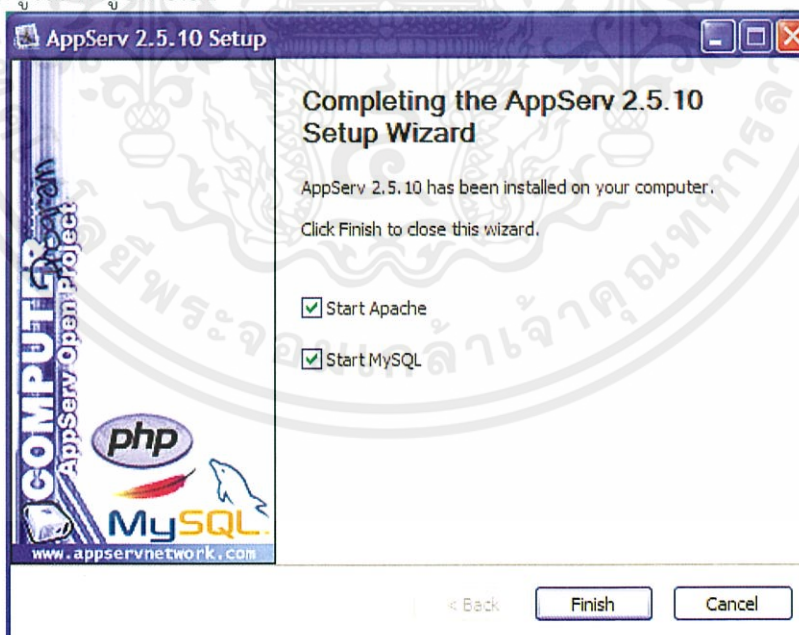 AppServ 2.5.10 Setup
Completing the AppServ 2.5.10
Setup Wizard
AppServ 2.5.10 has been installed on your computer.
Click Finish to close this wizard.
Start Apache
Start MySQL
COMPUTER
Program
AppServ Open Project
php
MySQL
www.appservnetwork.com
< Back
Finish
Cancel